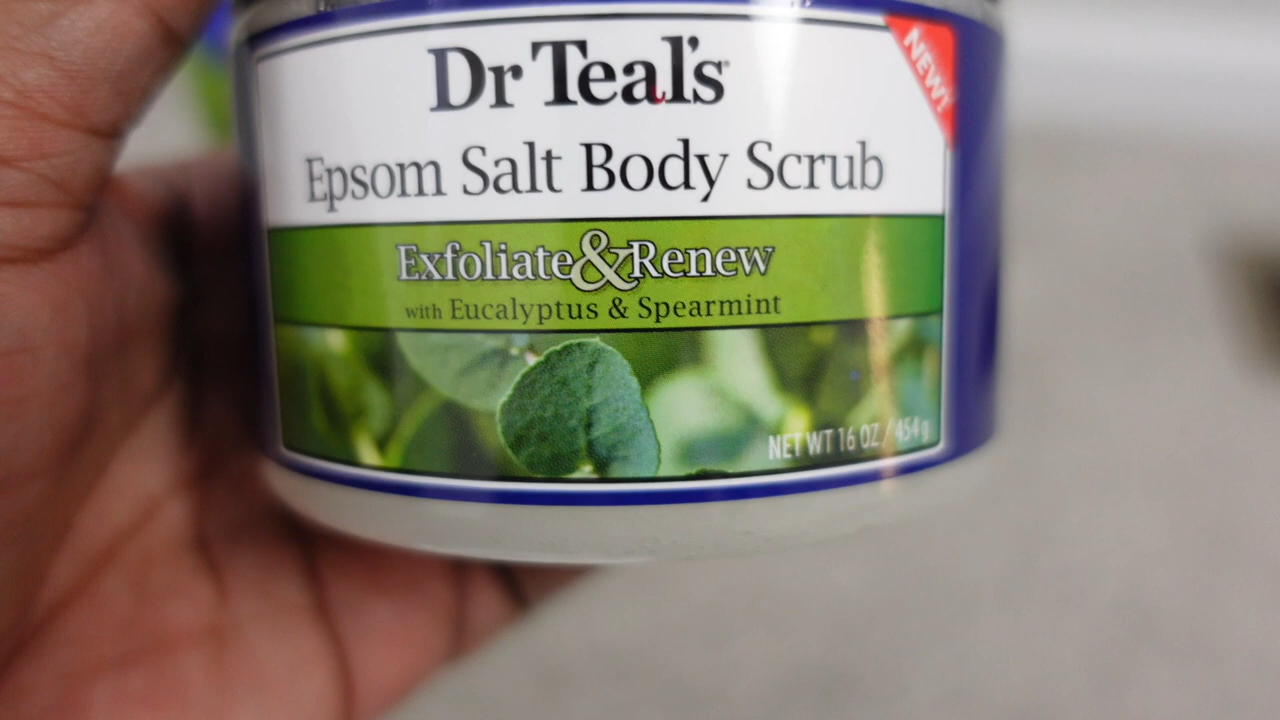 Dr Teal's
NEW!
Epsom Salt Body Scrub
Exfoliate & Renew
with Eucalyptus & Spearmint
NET WT 16 OZ / 454 g